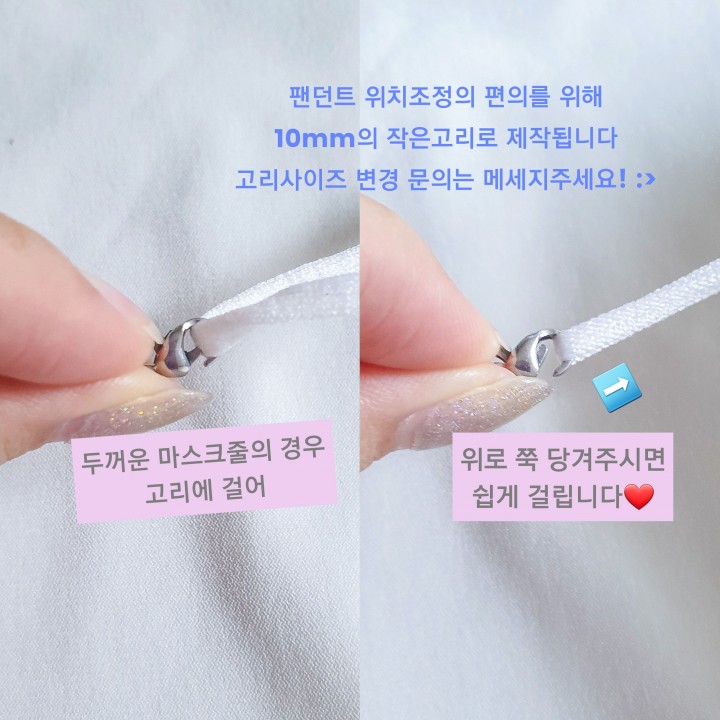 팬던트 위치조정의 편의를 위해
10mm의 작은고리로 제작됩니다
고리사이즈 변경 문의는 메세지주세요! :>
두꺼운 마스크줄의 경우
고리에 걸어
위로 쭉 당겨주시면
쉽게 걸립니다❤️